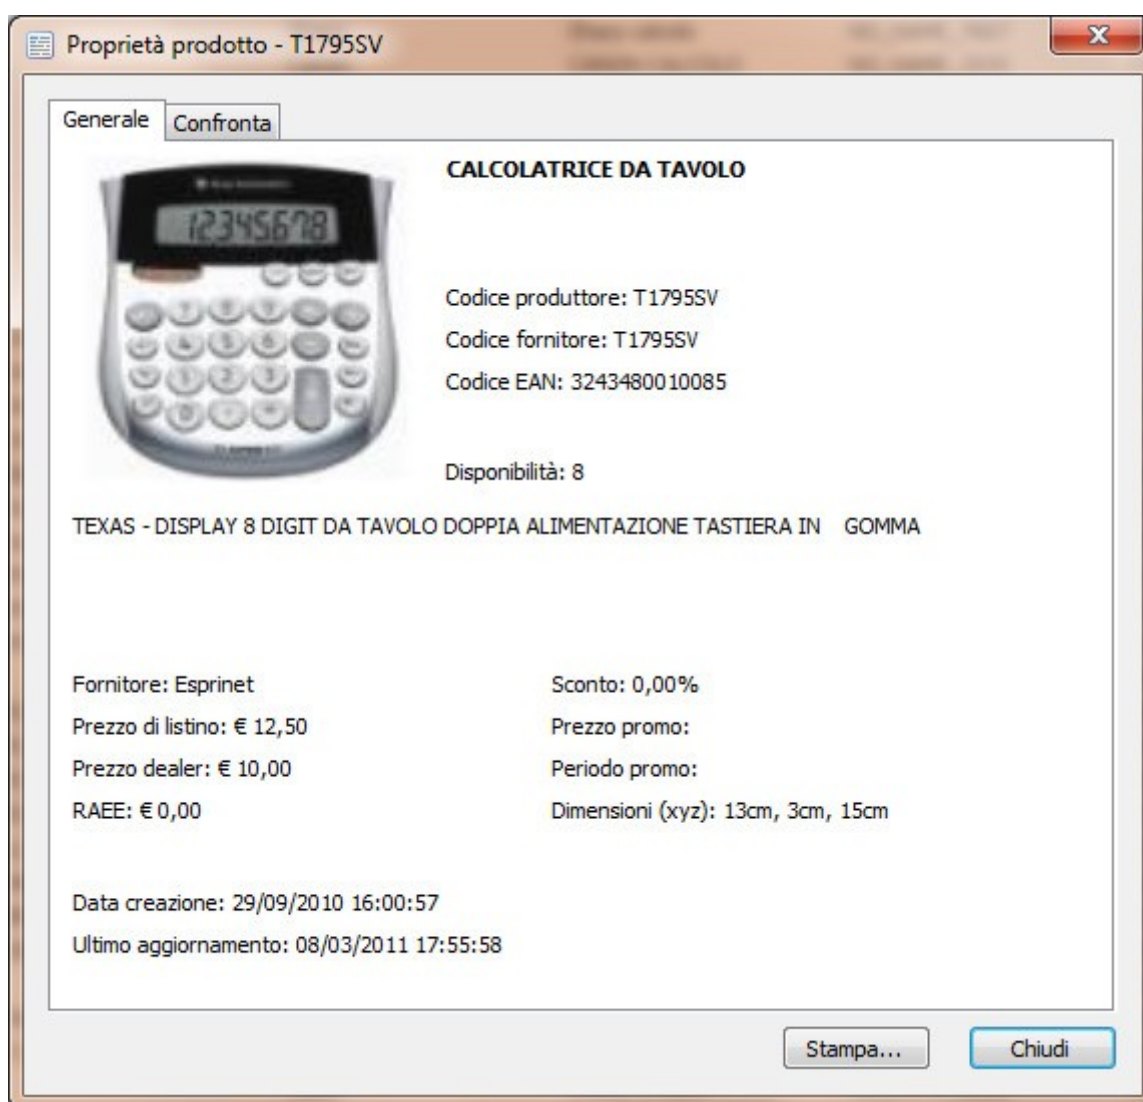 Proprietà prodotto - T1795SV
Generale
Confronta
12345678
CALCOLATRICE DA TAVOLO
Codice produttore: T1795SV
Codice fornitore: T1795SV
Codice EAN: 3243480010085
Disponibilità: 8
TEXAS - DISPLAY 8 DIGIT DA TAVOLO DOPPIA ALIMENTAZIONE TASTIERA IN GOMMA
Fornitore: Esprinet
Sconto: 0,00%
Prezzo di listino: € 12,50
Prezzo promo:
Prezzo dealer: € 10,00
Periodo promo:
RAEE: € 0,00
Dimensioni (xyz): 13cm, 3cm, 15cm
Data creazione: 29/09/2010 16:00:57
Ultimo aggiornamento: 08/03/2011 17:55:58
Stampa...
Chiudi